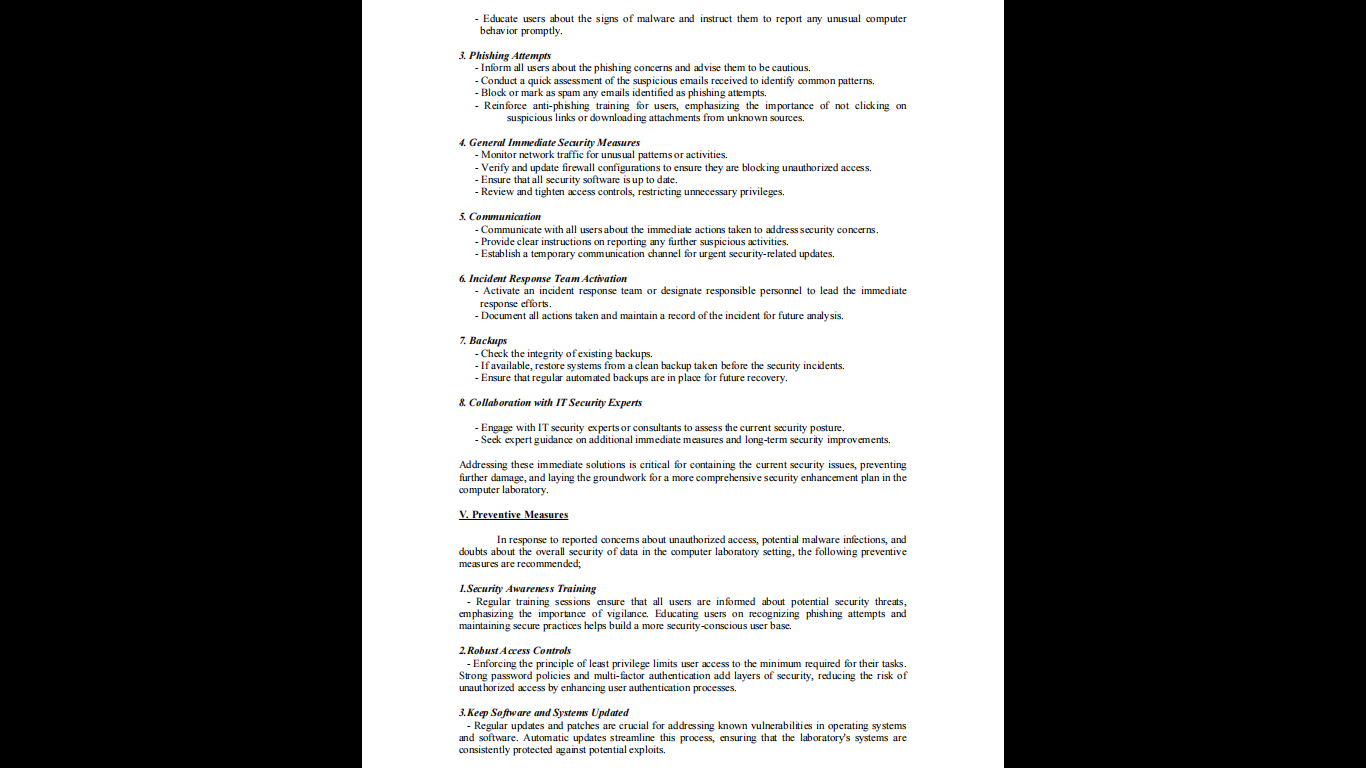 - Educate users about the signs of malware and instruct them to report any unusual computer
behavior promptly.
3. Phishing Attempts
- Inform all users about the phishing concerns and advise them to be cautious.
- Conduct a quick assessment of the suspicious emails received to identify common patterns.
- Block or mark as spam any emails identified as phishing attempts.
- Reinforce anti-phishing training for users, emphasizing the importance of not clicking on
suspicious links or downloading attachments from unknown sources.
4. General Immediate Security Measures
- Monitor network traffic for unusual patterns or activities.
- Verify and update firewall configurations to ensure they are blocking unauthorized access.
- Ensure that all security software is up to date.
- Review and tighten access controls, restricting unnecessary privileges.
5. Communication
- Communicate with all users about the immediate actions taken to address security concerns.
- Provide clear instructions on reporting any further suspicious activities.
- Establish a temporary communication channel for urgent security-related updates.
6. Incident Response Team Activation
- Activate an incident response team or designate responsible personnel to lead the immediate
response efforts.
- Document all actions taken and maintain a record of the incident for future analysis.
7. Backups
- Check the integrity of existing backups.
- If available, restore systems from a clean backup taken before the security incidents.
- Ensure that regular automated backups are in place for future recovery.
8. Collaboration with IT Security Experts
- Engage with IT security experts or consultants to assess the current security posture.
- Seek expert guidance on additional immediate measures and long-term security improvements.
Addressing these immediate solutions is critical for containing the current security issues, preventing
further damage, and laying the groundwork for a more comprehensive security enhancement plan in the
computer laboratory.
V. Preventive Measures
In response to reported concerns about unauthorized access, potential malware infections, and
doubts about the overall security of data in the computer laboratory setting, the following preventive
measures are recommended;
1.Security Awareness Training
- Regular training sessions ensure that all users are informed about potential security threats,
emphasizing the importance of vigilance. Educating users on recognizing phishing attempts and
maintaining secure practices helps build a more security-conscious user base.
2.Robust Access Controls
- Enforcing the principle of least privilege limits user access to the minimum required for their tasks.
Strong password policies and multi-factor authentication add layers of security, reducing the risk of
unauthorized access by enhancing user authentication processes.
3.Keep Software and Systems Updated
- Regular updates and patches are crucial for addressing known vulnerabilities in operating systems
and software. Automatic updates streamline this process, ensuring that the laboratory's systems are
consistently protected against potential exploits.